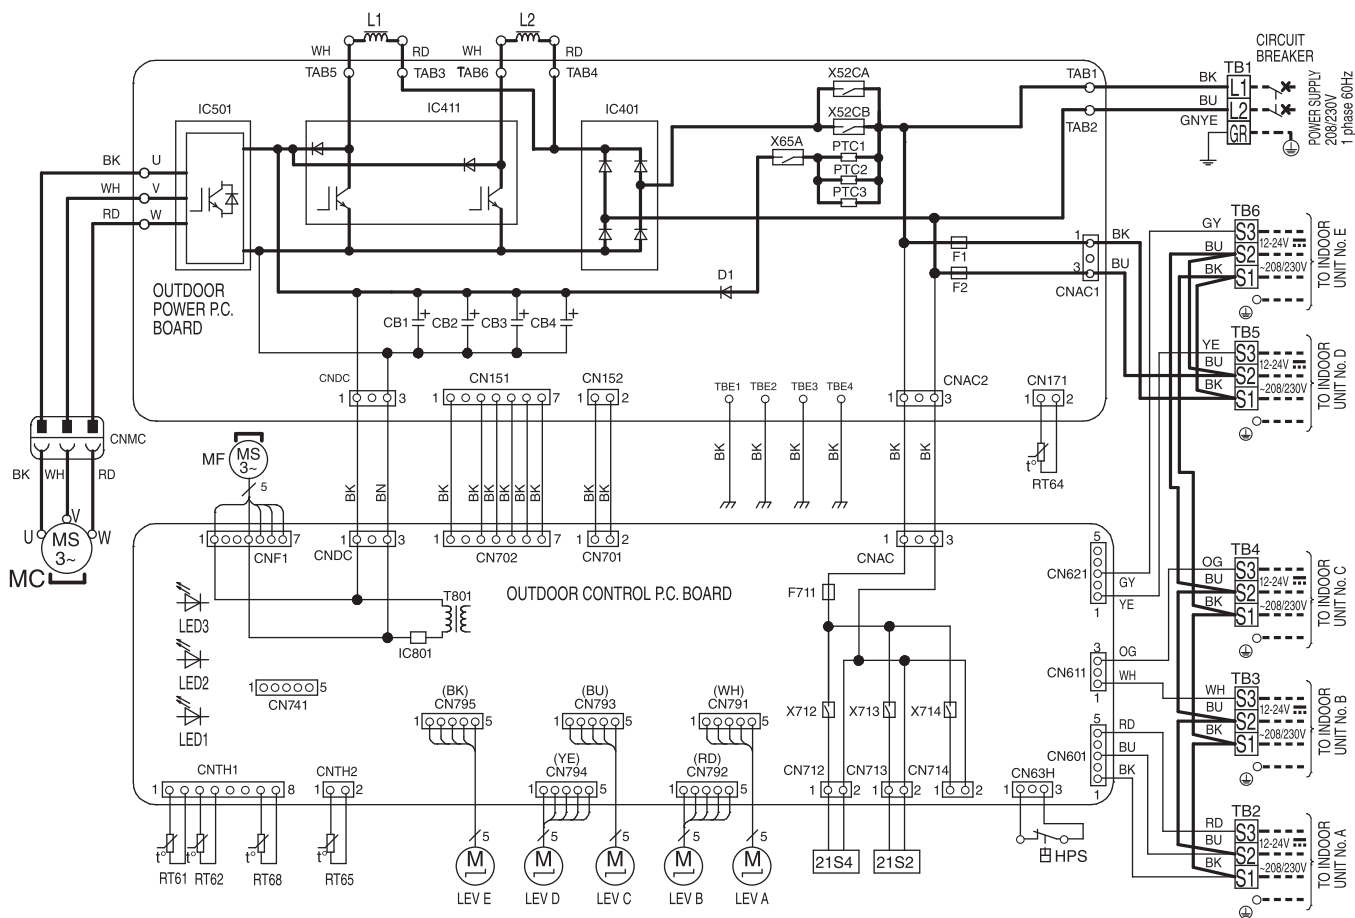 L1
L2
WH
RD
WH
RD
TAB5
TAB3
TAB6
TAB4
X52CA
TAB1
BK
TB1
L1
CIRCUIT
BREAKER
IC501
IC411
IC401
X52CB
TAB2
BU
L2
GNYE
GR
POWER SUPPLY
208/230V
1 phase 60Hz
X65A
PTC1
PTC2
PTC3
BK
U
WH
V
RD
W
OUTDOOR
POWER P.C.
BOARD
D1
F1
F2
1
3
CNAC1
BK
BU
CB1
+
CB2
+
CB3
+
CB4
+
GY
BU
BK
TB6
S3
S2
S1
12-24V
~208/230V
TO INDOOR
UNIT No. E
YE
BU
BK
TB5
S3
S2
S1
12-24V
~208/230V
TO INDOOR
UNIT No. D
CNDC
1
3
CN151
1
7
CN152
1
2
TBE1
TBE2
TBE3
TBE4
CNAC2
1
3
CN171
1
2
t°
RT64
CNMC
BK
WH
RD
U
V
W
MS
3~
MC
MF
MS
3~
5
BK
BN
BK
BK
BK
BK
BK
BK
BK
BK
BK
BK
BK
BK
BK
BK
1
7
CNF1
1
3
CNDC
1
7
CN702
1
2
CN701
1
3
CNAC
OUTDOOR CONTROL P.C. BOARD
F711
T801
IC801
LED3
LED2
LED1
1
5
CN741
5
CN621
1
GY
YE
3
CN611
1
OG
WH
5
CN601
1
RD
BU
BK
OG
BU
BK
TB4
S3
S2
S1
12-24V
~208/230V
TO INDOOR
UNIT No. C
WH
BU
BK
TB3
S3
S2
S1
12-24V
~208/230V
TO INDOOR
UNIT No. B
RD
BU
BK
TB2
S3
S2
S1
12-24V
~208/230V
TO INDOOR
UNIT No. A
(BK)
CN795
1
5
(BU)
CN793
1
5
(WH)
CN791
1
5
(YE)
CN794
1
5
(RD)
CN792
1
5
X712
X713
X714
CN712
1
2
CN713
1
2
CN714
1
2
CN63H
1
3
HPS
21S4
21S2
CNTH1
1
8
CNTH2
1
2
t°
t°
t°
t°
RT61
RT62
RT68
RT65
5
M
LEV E
5
M
LEV D
5
M
LEV C
5
M
LEV B
5
M
LEV A